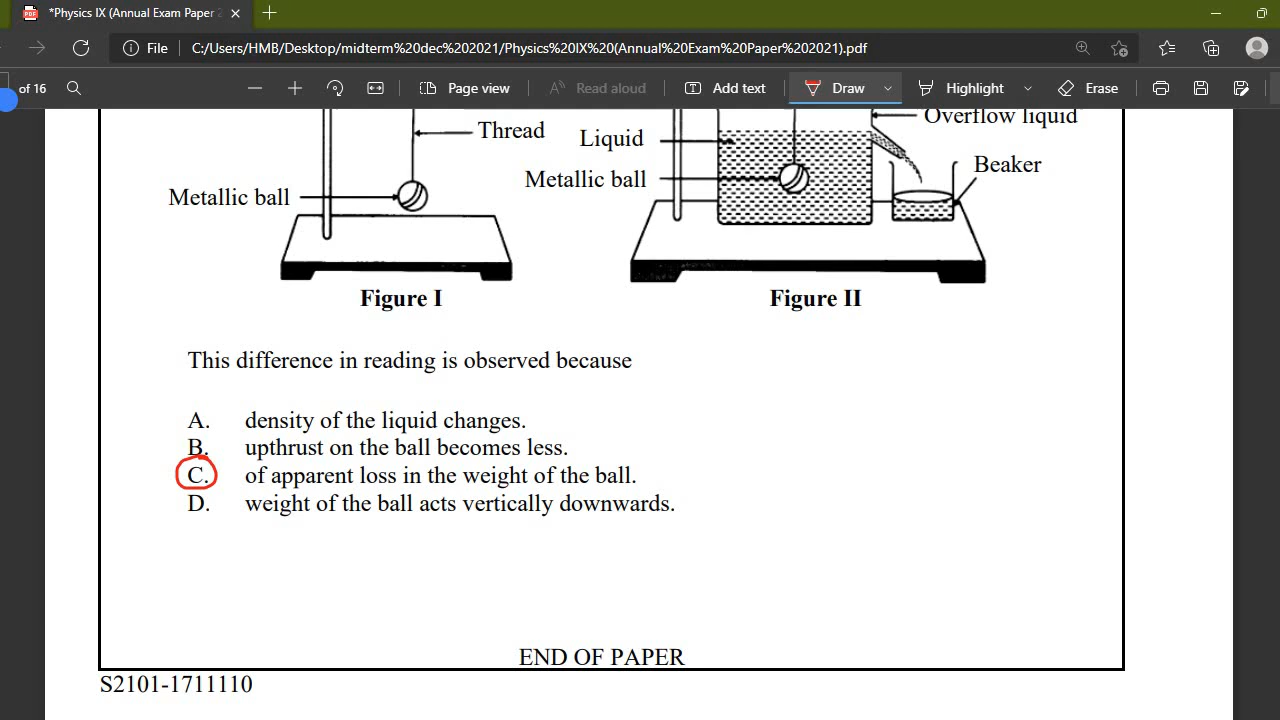 *Physics IX (Annual Exam Paper 2
File
C:/Users/HMB/Desktop/midterm%20dec%202021/Physics%20IX%20(Annual%20Exam%20Paper%202021).pdf
of 16
Page view
Read aloud
Add text
Draw
Highlight
Erase
Thread
Metallic ball
Liquid
Metallic ball
Overflow liquid
Beaker
Figure I
Figure II
This difference in reading is observed because
A. density of the liquid changes.
B. upthrust on the ball becomes less.
C. of apparent loss in the weight of the ball.
D. weight of the ball acts vertically downwards.
END OF PAPER
S2101-1711110